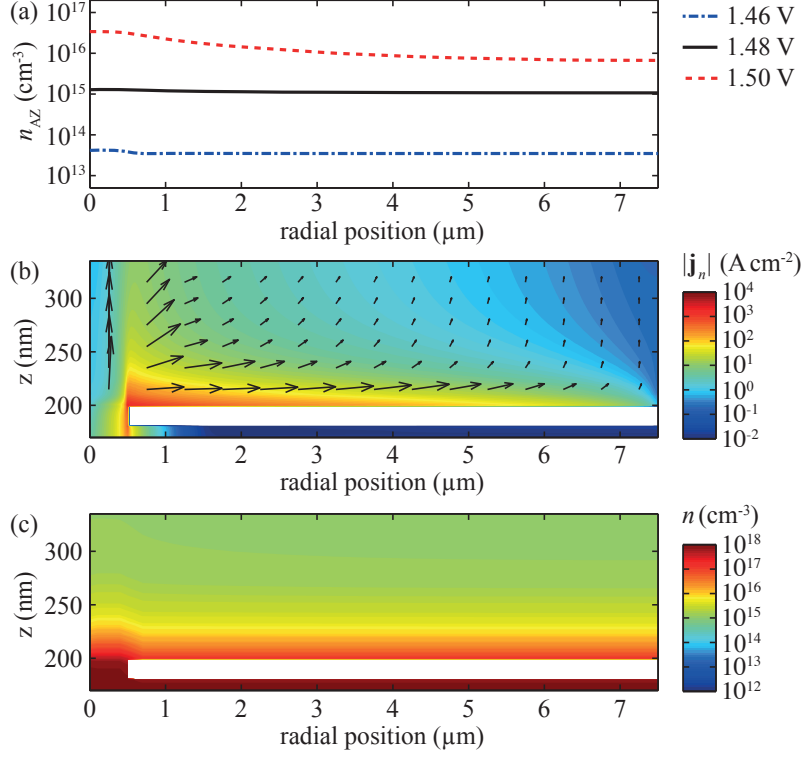 (a)
10^17
10^16
10^15
10^14
10^13
n_AZ (cm^-3)
0 1 2 3 4 5 6 7
radial position (µm)
1.46 V
1.48 V
1.50 V
(b)
|j_n| (A cm^-2)
300
250
200
z (nm)
10^4
10^3
10^2
10^1
10^0
10^-1
10^-2
0 1 2 3 4 5 6 7
radial position (µm)
(c)
n (cm^-3)
300
250
200
z (nm)
10^18
10^17
10^16
10^15
10^14
10^13
10^12
0 1 2 3 4 5 6 7
radial position (µm)